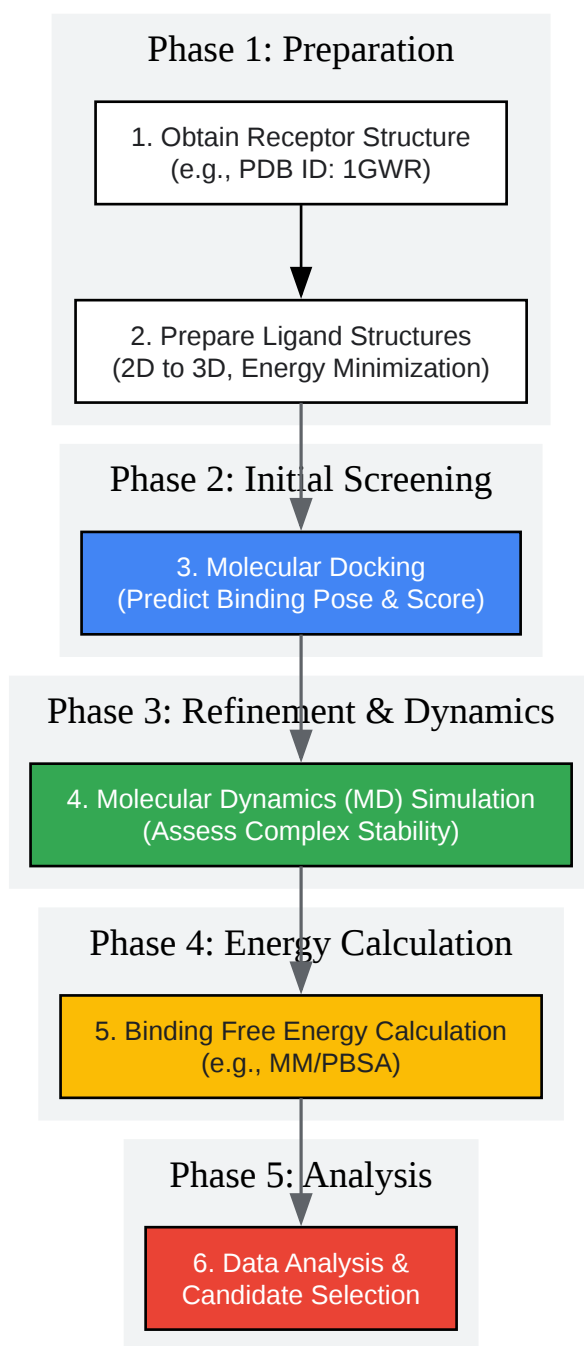 Phase 1: Preparation
1. Obtain Receptor Structure
(e.g., PDB ID: 1GWR)
2. Prepare Ligand Structures
(2D to 3D, Energy Minimization)
Phase 2: Initial Screening
3. Molecular Docking
(Predict Binding Pose & Score)
Phase 3: Refinement & Dynamics
4. Molecular Dynamics (MD) Simulation
(Assess Complex Stability)
Phase 4: Energy Calculation
5. Binding Free Energy Calculation
(e.g., MM/PBSA)
Phase 5: Analysis
6. Data Analysis &
Candidate Selection